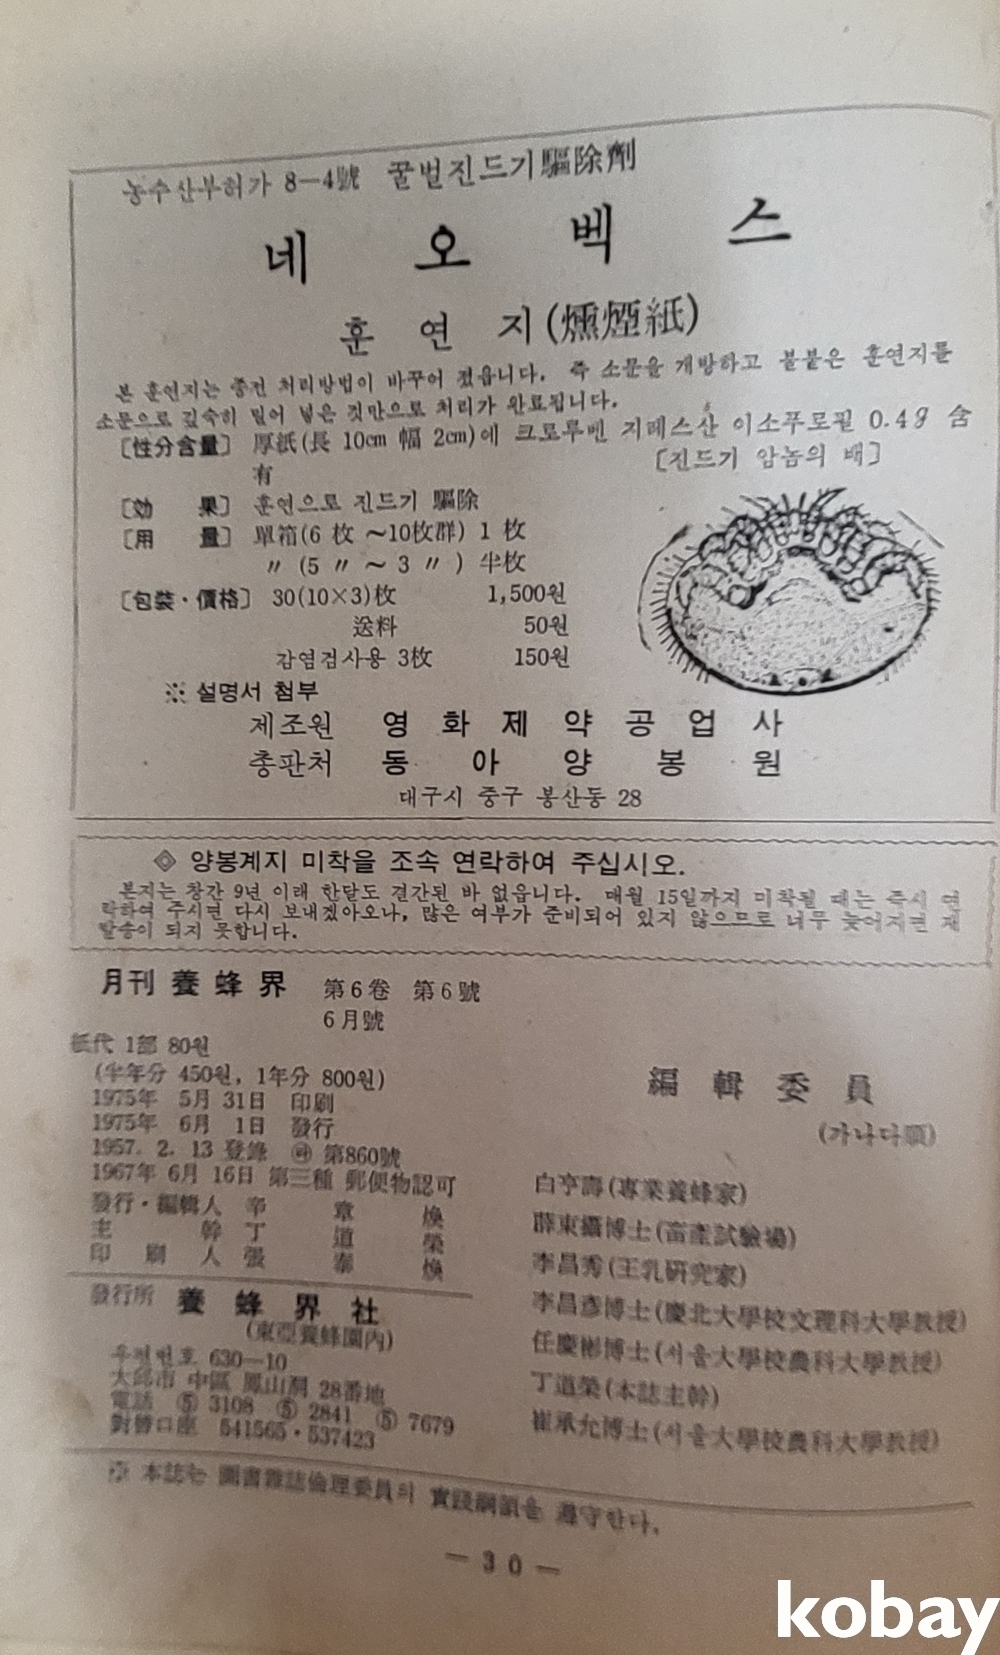 농수산부허가 8—4號 꿀벌진드기驅除劑
네 오 벡 스
훈 연 지(燻煙紙)
본 훈연지는 종전 처리방법이 바꾸어 졌읍니다. 즉 소문을 개방하고 불붙은 훈연지를
소문으로 깊숙히 밀어 넣은 것만으로 처리가 완료됩니다.
〔性分含量〕 厚紙(長 10cm 幅 2cm)에 크로루벤 지레스산 이소푸로필 0.4g 含
有
〔진드기 암놈의 배〕
〔効 果〕 훈연으로 진드기 驅除
〔用 量〕 單箱(6 枚 ~10枚群) 1 枚
〃 (5 〃 ~ 3 〃 ) 半枚
〔包裝·價格〕 30(10×3)枚 1,500원
送料 50원
감염검사용 3枚 150원
※ 설명서 첨부
제조원 영 화 제 약 공 업 사
총판처 동 아 양 봉 원
대구시 중구 봉산동 28
◈ 양봉계지 미착을 조속 연락하여 주십시오.
본지는 창간 9년 이래 한달도 결간된 바 없읍니다. 매월 15일까지 미착될 때는 즉시 연
락하여 주시면 다시 보내겠아오나, 많은 여부가 준비되어 있지 않으므로 너무 늦어지면 재
발송이 되지 못합니다.
月刊 養 蜂 界 第6卷 第6號
6月號
紙代 1部 80원
(半年分 450원, 1年分 800원)
1975年 5月 31日 印刷
1975年 6月 1日 發行
1957. 2. 13 登錄 ㉣ 第860號
1967年 6月 16日 第三種 郵便物認可
發行·編輯人 辛 章 煥
主 幹 丁 道 榮
印 刷 人 張 泰 煥
發行所 養 蜂 界 社
(東亞養蜂園內)
우편번호 630—10
大邱市 中區 鳳山洞 28番地
電話 ⑤ 3108 ⑤ 2841 ⑤ 7679
對替口座 541565·537423
編 輯 委 員
(가나다順)
白亨壽(專業養蜂家)
薛東攝博士(畜產試驗場)
李昌秀(王乳硏究家)
李昌彥博士(慶北大學校文理科大學敎授)
任慶彬博士(서울大學校農科大學敎授)
丁道榮(本誌主幹)
崔承允博士(서울大學校農科大學敎授)
※ 本誌는 圖書雜誌倫理委員의 實踐綱領을 遵守한다.
— 3 0 —
kobay